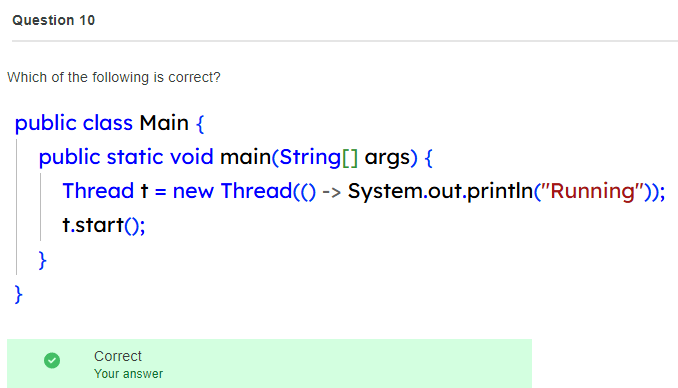 Question 10
Which of the following is correct?
public class Main {
public static void main(String[] args) {
Thread t = new Thread(() -> System.out.println("Running"));
t.start();
}
}
Correct
Your answer